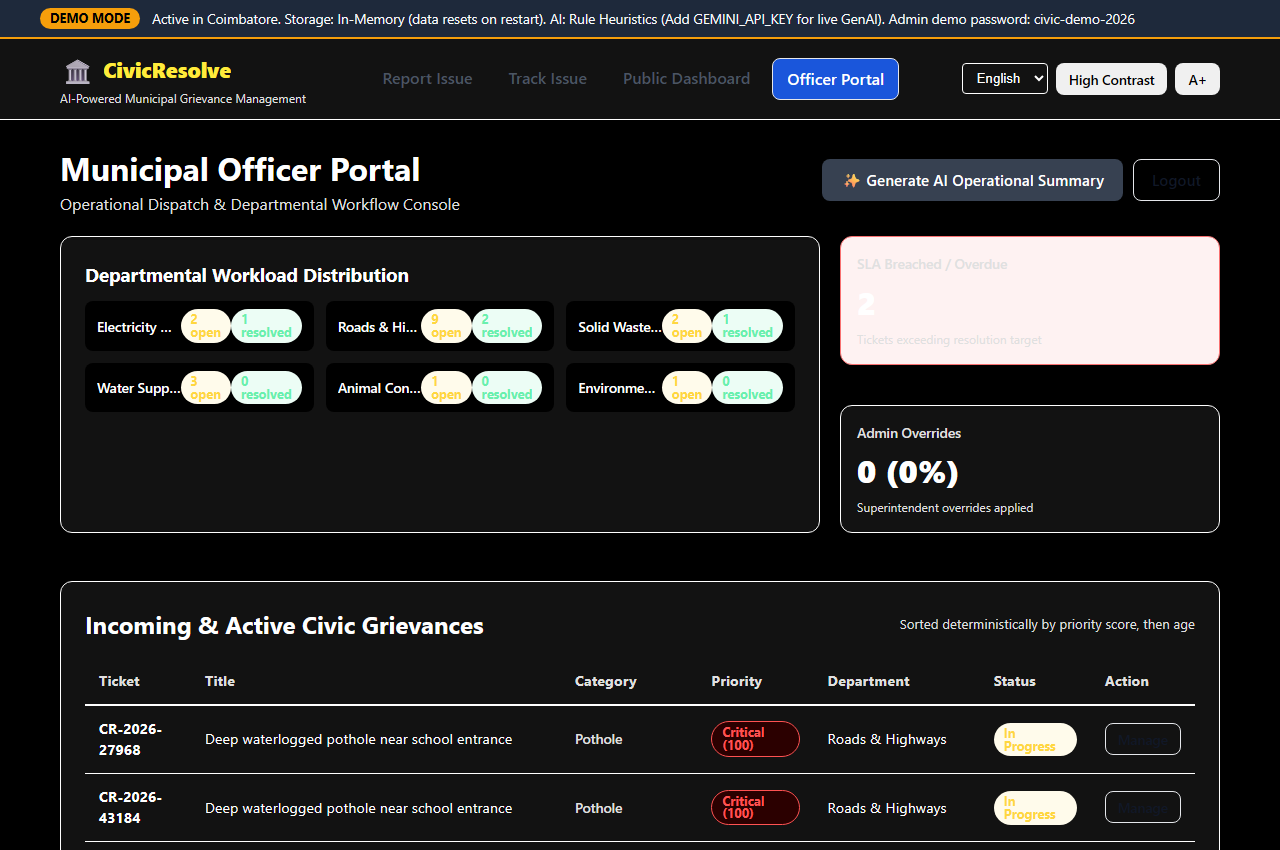 DEMO MODE Active in Coimbatore. Storage: In-Memory (data resets on restart). AI: Rule Heuristics (Add GEMINI_API_KEY for live GenAI). Admin demo password: civic-demo-2026
CivicResolve
AI-Powered Municipal Grievance Management
Report Issue Track Issue Public Dashboard Officer Portal English High Contrast A+
Municipal Officer Portal
Operational Dispatch & Departmental Workflow Console
✨ Generate AI Operational Summary Logout
Departmental Workload Distribution
Electricity ... 2 open 1 resolved
Roads & Hi... 9 open 2 resolved
Solid Waste... 2 open 1 resolved
Water Supp... 3 open 0 resolved
Animal Con... 1 open 0 resolved
Environme... 1 open 0 resolved
SLA Breached / Overdue
2
Tickets exceeding resolution target
Admin Overrides
0 (0%)
Superintendent overrides applied
Incoming & Active Civic Grievances
Sorted deterministically by priority score, then age
Ticket Title Category Priority Department Status Action
CR-2026-27968 Deep waterlogged pothole near school entrance Pothole Critical (100) Roads & Highways In Progress Manage
CR-2026-43184 Deep waterlogged pothole near school entrance Pothole Critical (100) Roads & Highways In Progress Manage